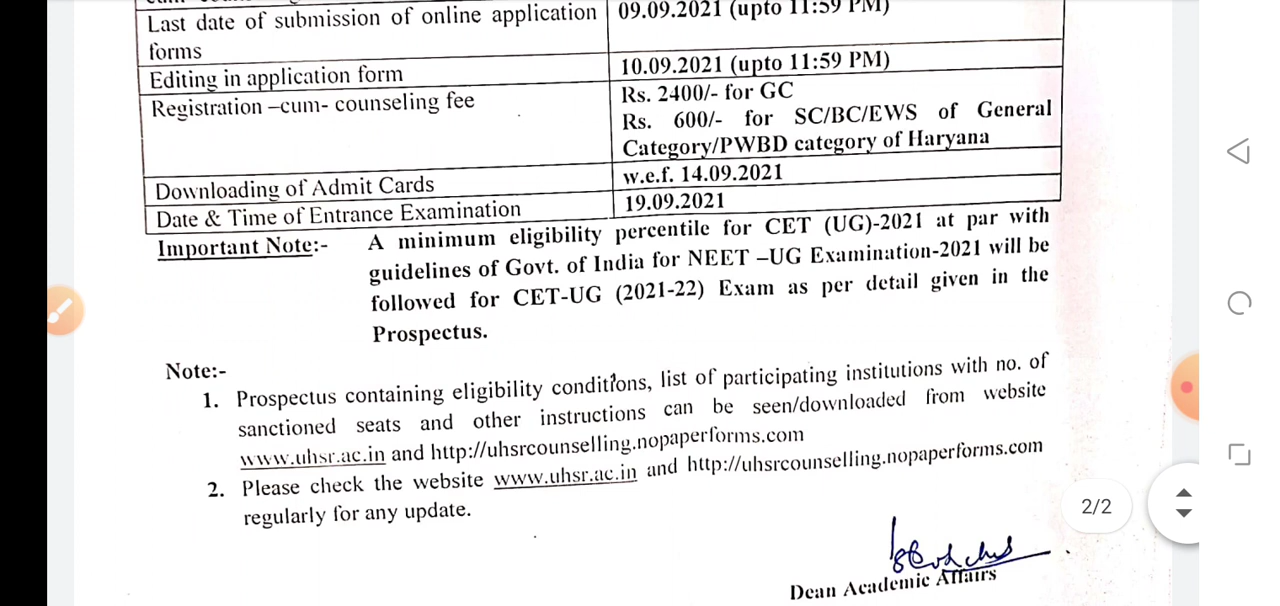 Last date of submission of online application forms
09.09.2021 (upto 11:59 PM)
Editing in application form
10.09.2021 (upto 11:59 PM)
Registration –cum- counseling fee
Rs. 2400/- for GC
Rs. 600/- for SC/BC/EWS of General
Category/PWBD category of Haryana
Downloading of Admit Cards
w.e.f. 14.09.2021
Date & Time of Entrance Examination
19.09.2021
Important Note:- A minimum eligibility percentile for CET (UG)-2021 at par with
guidelines of Govt. of India for NEET –UG Examination-2021 will be
followed for CET-UG (2021-22) Exam as per detail given in the
Prospectus.
Note:-
1. Prospectus containing eligibility conditions, list of participating institutions with no. of
sanctioned seats and other instructions can be seen/downloaded from website
www.uhsr.ac.in and http://uhsrcounselling.nopaperforms.com
2. Please check the website www.uhsr.ac.in and http://uhsrcounselling.nopaperforms.com
regularly for any update.
2/2
Dean Academic Affairs